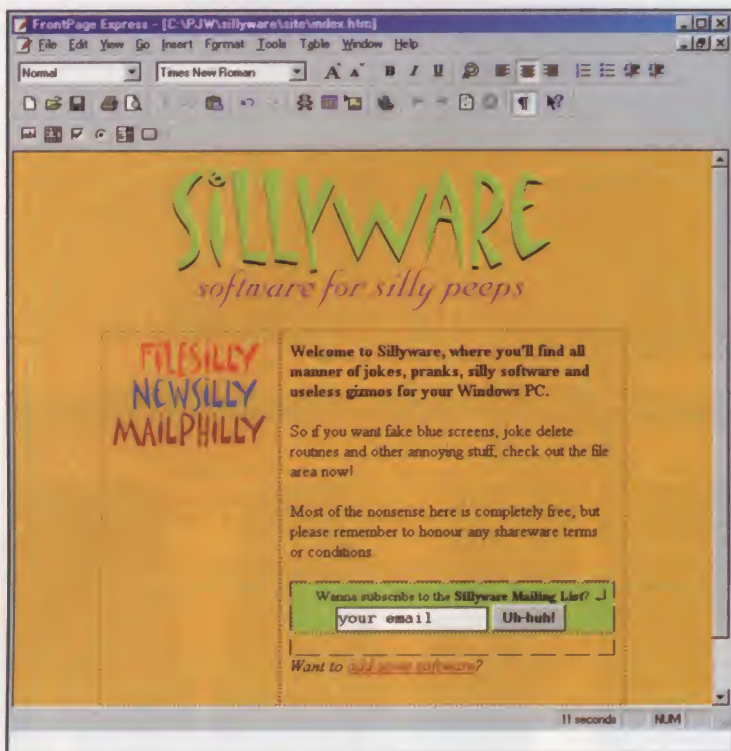 FrontPage Express - [C:\PJW\sillyware\site\index.htm]
File Edit View Go Insert Format Tools Table Window Help
Normal Times New Roman
SiLLYWARE
software for silly peeps
FILESILLY
NEWSILLY
MAILPHILLY
Welcome to Sillyware, where you'll find all
manner of jokes, pranks, silly software and
useless gizmos for your Windows PC.
So if you want fake blue screens, joke delete
routines and other annoying stuff, check out the file
area now!
Most of the nonsense here is completely free, but
please remember to honour any shareware terms
or conditions
Wanna subscribe to the Sillyware Mailing List?
your email Uh-huh!
Want to add some software?
11 seconds NUM